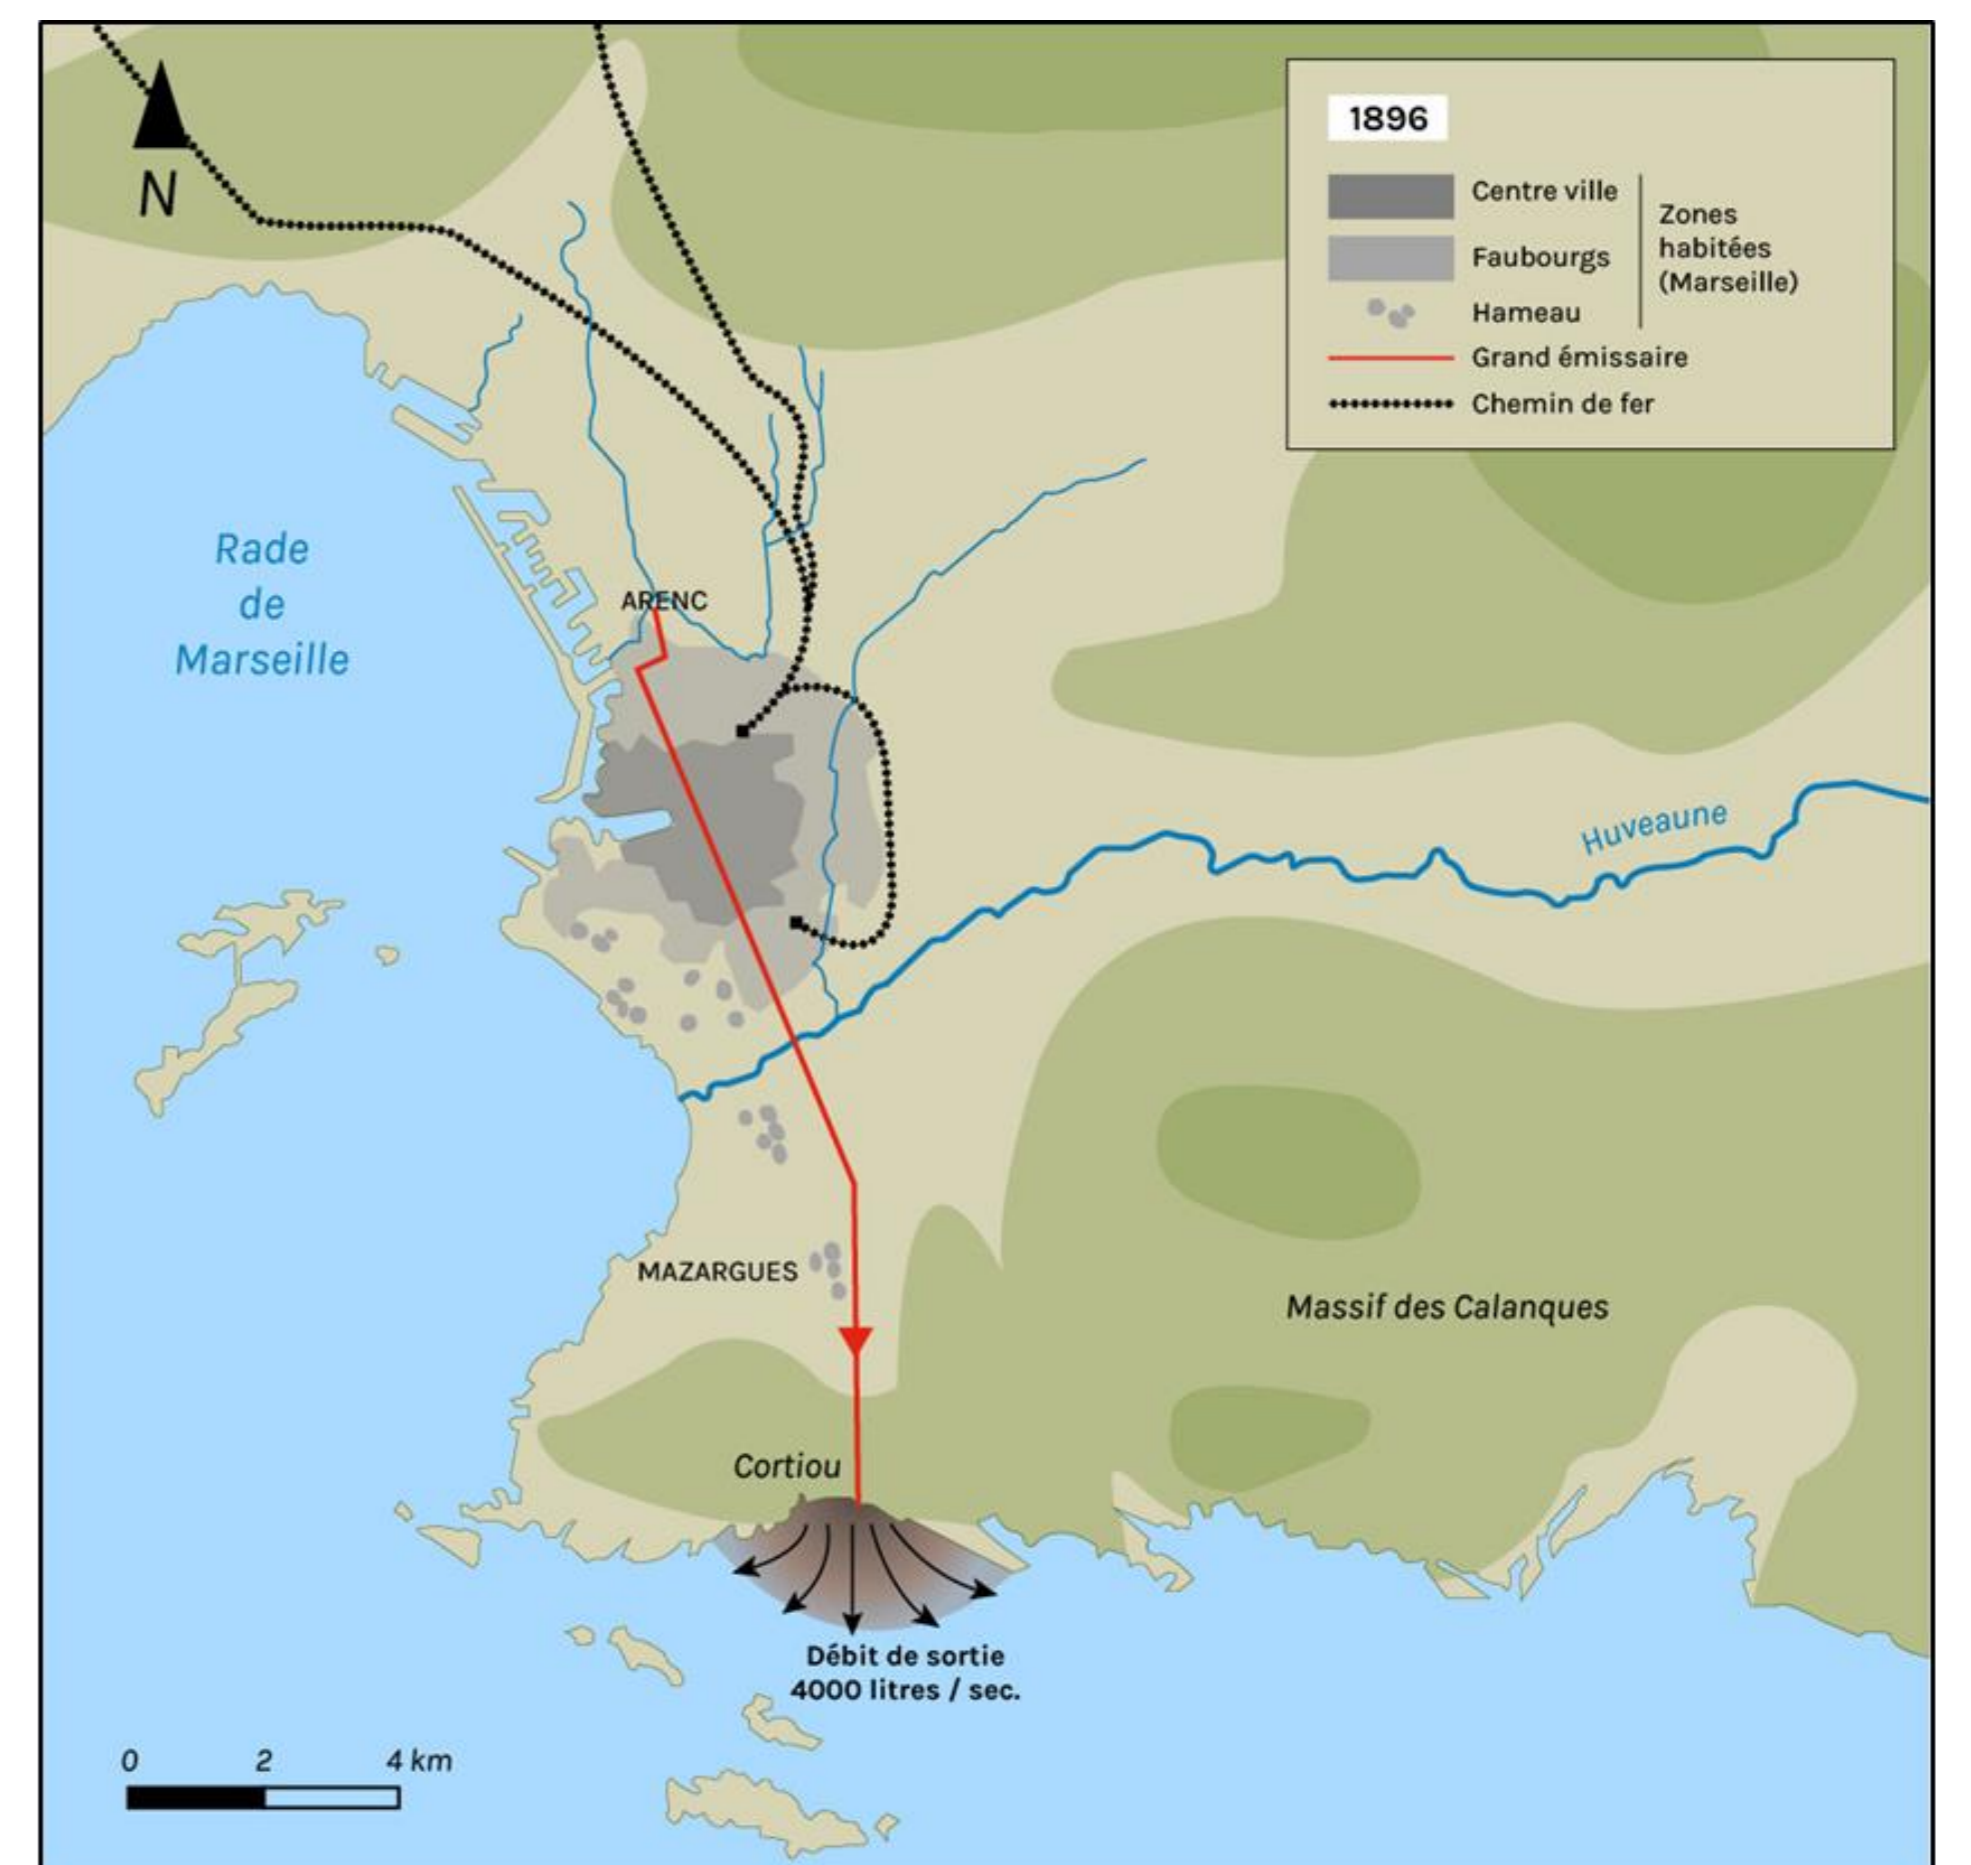 N
1896
Centre ville
Faubourgs
Hameau
Zones
habitées
(Marseille)
Grand émissaire
Chemin de fer
Rade
de
Marseille
ARENC
Huveaune
MAZARGUES
Massif des Calanques
Cortiou
Débit de sortie
4000 litres / sec.
0 2 4 km